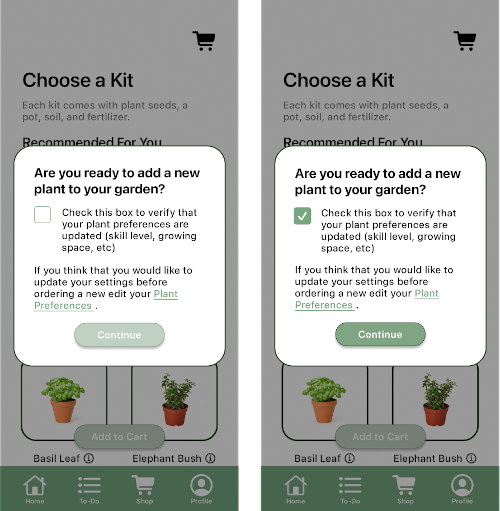 Choose a Kit
Each kit comes with plant seeds, a
pot, soil, and fertilizer.
Recommended For You
Are you ready to add a new
plant to your garden?
Check this box to verify that
your plant preferences are
updated (skill level, growing
space, etc)
If you think that you would like to
update your settings before
ordering a new edit your Plant
Preferences .
Continue
Add to Cart
Basil Leaf
Elephant Bush
Home
To-Do
Shop
Profile
Choose a Kit
Each kit comes with plant seeds, a
pot, soil, and fertilizer.
Recommended For You
Are you ready to add a new
plant to your garden?
Check this box to verify that
your plant preferences are
updated (skill level, growing
space, etc)
If you think that you would like to
update your settings before
ordering a new edit your Plant
Preferences .
Continue
Add to Cart
Basil Leaf
Elephant Bush
Home
To-Do
Shop
Profile